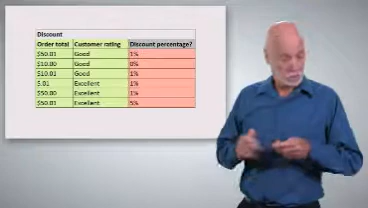 Discount
Order total Customer rating Discount percentage?
$50.01 Good 1%
$10.00 Good 0%
$10.01 Good 1%
$.01 Excellent 1%
$50.00 Excellent 1%
$50.01 Excellent 5%